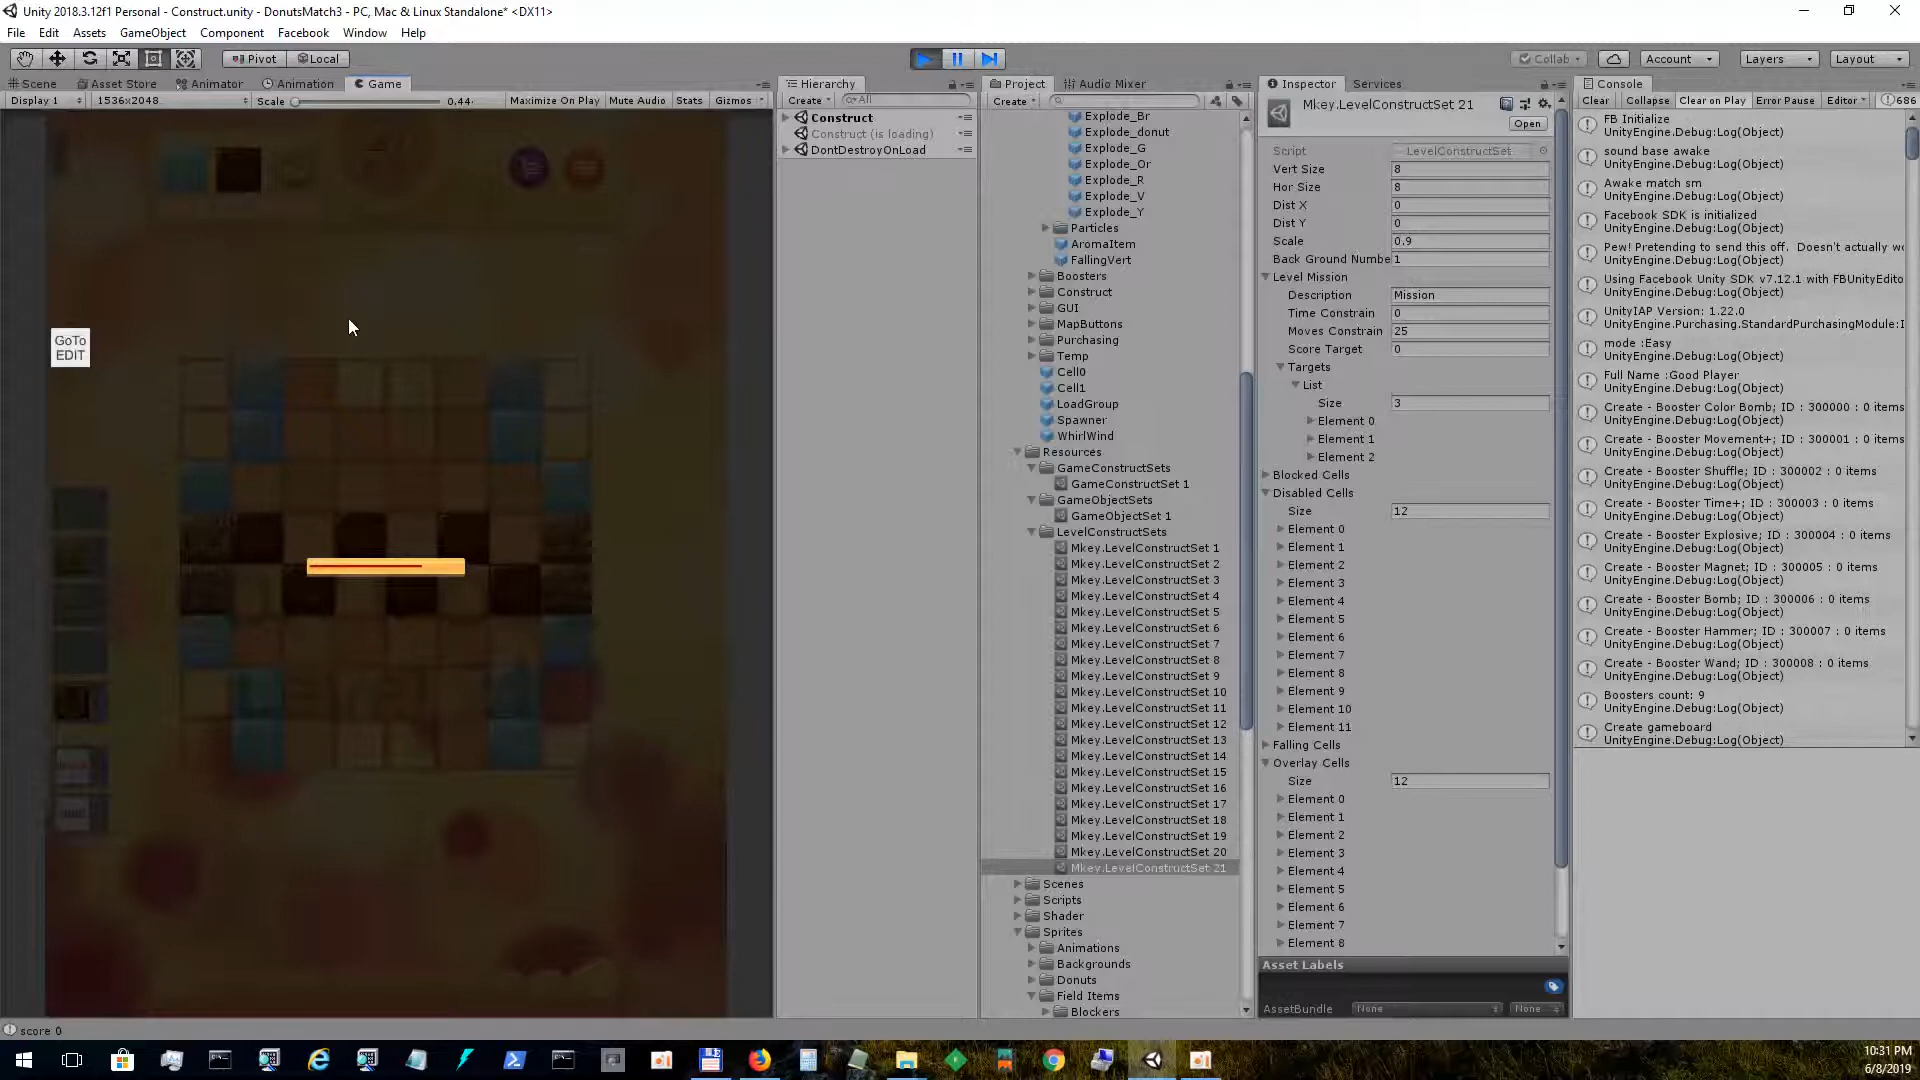 Unity 2018.3.12f1 Personal - Construct.unity - DonutsMatch3 - PC, Mac & Linux Standalone* <DX11>
File Edit Assets GameObject Component Facebook Window Help
Pivot Local Collab Account Layers Layout
Scene Asset Store Animator Animation Game
Display 1 1536x2048 Scale 0.44 Maximize On Play Mute Audio Stats Gizmos
GoTo
EDIT
Hierarchy
Create All
Construct
Construct (is loading)
DontDestroyOnLoad
Project Audio Mixer
Create
Explode_Br
Explode_donut
Explode_G
Explode_Or
Explode_R
Explode_V
Explode_Y
Particles
AromaItem
FallingVert
Boosters
Construct
GUI
MapButtons
Purchasing
Temp
Cell0
Cell1
LoadGroup
Spawner
WhirlWind
Resources
GameConstructSets
GameConstructSet 1
GameObjectSets
GameObjectSet 1
LevelConstructSets
Mkey.LevelConstructSet 1
Mkey.LevelConstructSet 2
Mkey.LevelConstructSet 3
Mkey.LevelConstructSet 4
Mkey.LevelConstructSet 5
Mkey.LevelConstructSet 6
Mkey.LevelConstructSet 7
Mkey.LevelConstructSet 8
Mkey.LevelConstructSet 9
Mkey.LevelConstructSet 10
Mkey.LevelConstructSet 11
Mkey.LevelConstructSet 12
Mkey.LevelConstructSet 13
Mkey.LevelConstructSet 14
Mkey.LevelConstructSet 15
Mkey.LevelConstructSet 16
Mkey.LevelConstructSet 17
Mkey.LevelConstructSet 18
Mkey.LevelConstructSet 19
Mkey.LevelConstructSet 20
Mkey.LevelConstructSet 21
Scenes
Scripts
Shader
Sprites
Animations
Backgrounds
Donuts
Field Items
Blockers
Inspector Services
Mkey.LevelConstructSet 21
Open
Script LevelConstructSet
Vert Size 8
Hor Size 8
Dist X 0
Dist Y 0
Scale 0.9
Back Ground Numbe 1
Level Mission
Description Mission
Time Constrain 0
Moves Constrain 25
Score Target 0
Targets
List
Size 3
Element 0
Element 1
Element 2
Blocked Cells
Disabled Cells
Size 12
Element 0
Element 1
Element 2
Element 3
Element 4
Element 5
Element 6
Element 7
Element 8
Element 9
Element 10
Element 11
Falling Cells
Overlay Cells
Size 12
Element 0
Element 1
Element 2
Element 3
Element 4
Element 5
Element 6
Element 7
Element 8
Asset Labels
AssetBundle None None
Console
Clear Collapse Clear on Play Error Pause Editor 686
FB Initialize
UnityEngine.Debug:Log(Object)
sound base awake
UnityEngine.Debug:Log(Object)
Awake match sm
UnityEngine.Debug:Log(Object)
Facebook SDK is initialized
UnityEngine.Debug:Log(Object)
Pew! Pretending to send this off. Doesn't actually wo
UnityEngine.Debug:Log(Object)
Using Facebook Unity SDK v7.12.1 with FBUnityEdito
UnityEngine.Debug:Log(Object)
UnityIAP Version: 1.22.0
UnityEngine.Purchasing.StandardPurchasingModule:I
mode :Easy
UnityEngine.Debug:Log(Object)
Full Name :Good Player
UnityEngine.Debug:Log(Object)
Create - Booster Color Bomb; ID : 300000 : 0 items
UnityEngine.Debug:Log(Object)
Create - Booster Movement+; ID : 300001 : 0 items
UnityEngine.Debug:Log(Object)
Create - Booster Shuffle; ID : 300002 : 0 items
UnityEngine.Debug:Log(Object)
Create - Booster Time+; ID : 300003 : 0 items
UnityEngine.Debug:Log(Object)
Create - Booster Explosive; ID : 300004 : 0 items
UnityEngine.Debug:Log(Object)
Create - Booster Magnet; ID : 300005 : 0 items
UnityEngine.Debug:Log(Object)
Create - Booster Bomb; ID : 300006 : 0 items
UnityEngine.Debug:Log(Object)
Create - Booster Hammer; ID : 300007 : 0 items
UnityEngine.Debug:Log(Object)
Create - Booster Wand; ID : 300008 : 0 items
UnityEngine.Debug:Log(Object)
Boosters count: 9
UnityEngine.Debug:Log(Object)
Create gameboard
UnityEngine.Debug:Log(Object)
score 0
10:31 PM
6/8/2019